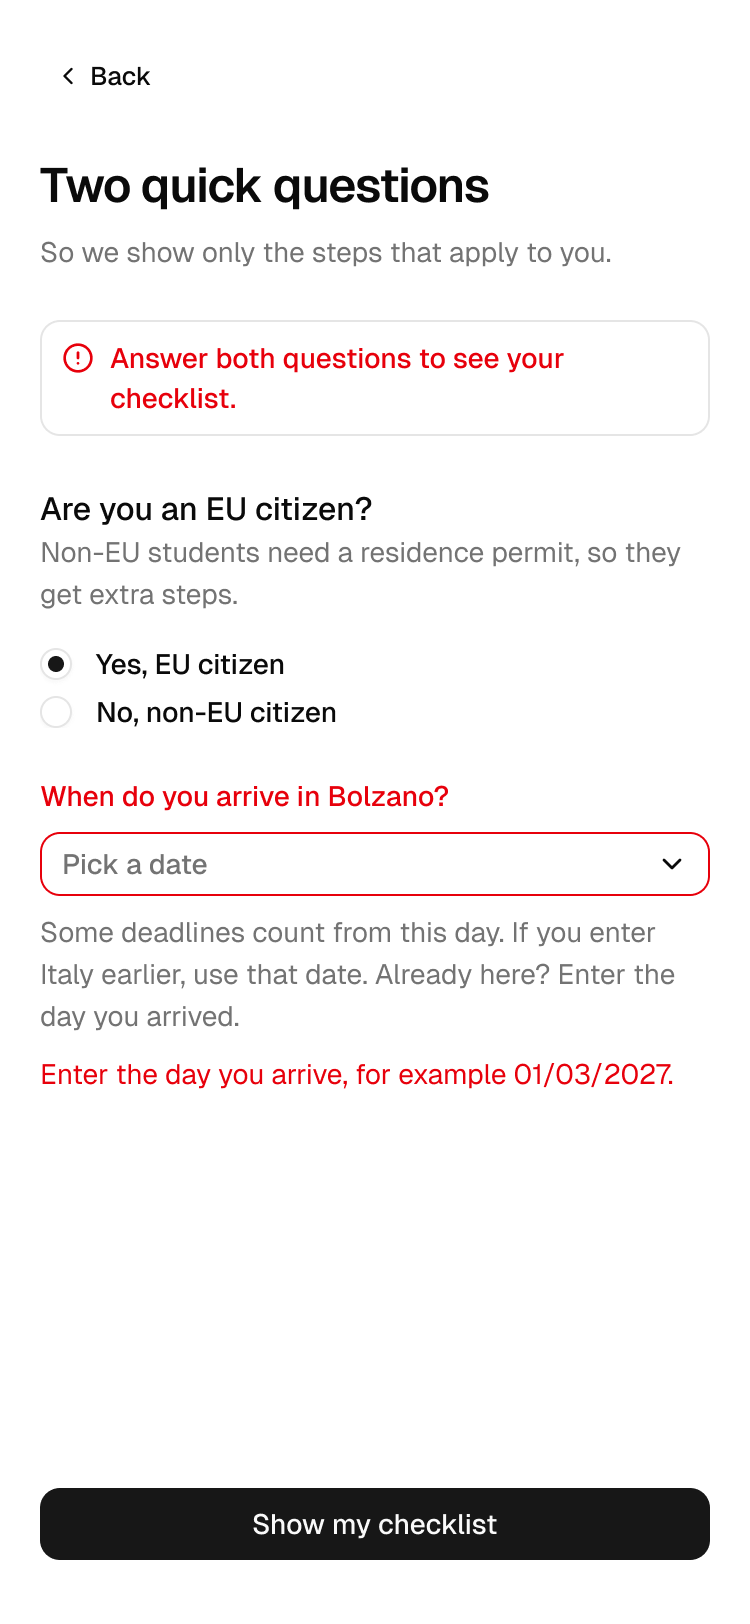 Back
Two quick questions
So we show only the steps that apply to you.
Answer both questions to see your
checklist.
Are you an EU citizen?
Non-EU students need a residence permit, so they
get extra steps.
Yes, EU citizen
No, non-EU citizen
When do you arrive in Bolzano?
Pick a date
Some deadlines count from this day. If you enter
Italy earlier, use that date. Already here? Enter the
day you arrived.
Enter the day you arrive, for example 01/03/2027.
Show my checklist